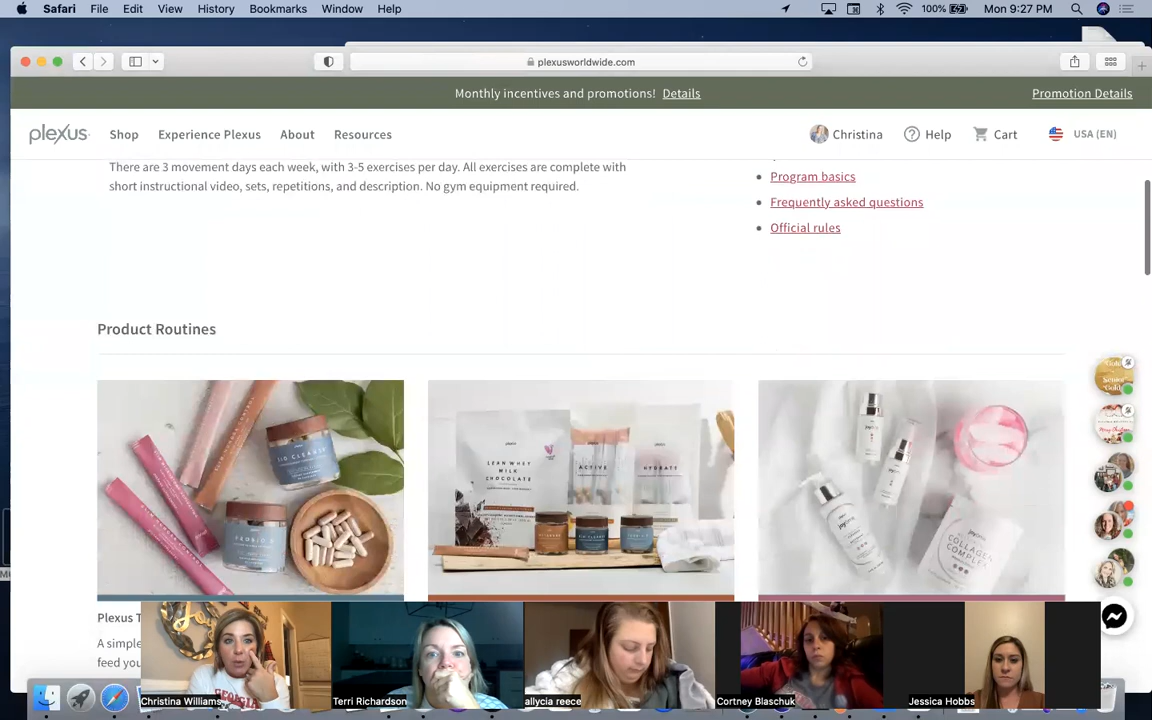 Safari File Edit View History Bookmarks Window Help 100% Mon 9:27 PM
plexusworldwide.com
Monthly incentives and promotions! Details Promotion Details
plexus Shop Experience Plexus About Resources Christina Help Cart USA (EN)
There are 3 movement days each week, with 3-5 exercises per day. All exercises are complete with
short instructional video, sets, repetitions, and description. No gym equipment required.
Program basics
Frequently asked questions
Official rules
Product Routines
LEAN WHEY
MILK
CHOCOLATE
ACTIVE
HYDRATE
BIO CLEANSE
PROBIO 5
joyome
COLLAGEN
COMPLEX
Plexus T
A simple
feed you
Christina Williams Terri Richardson allycia reece Cortney Blaschuk Jessica Hobbs